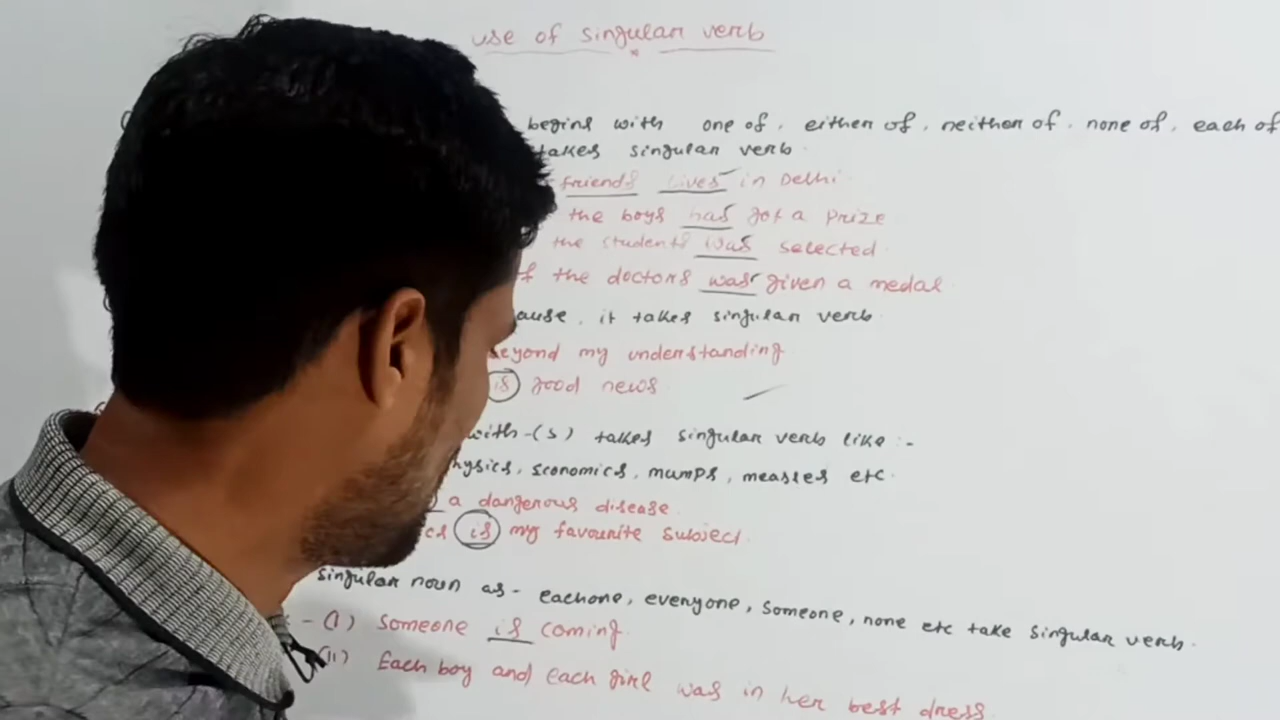 use of singular verb
begins with one of, either of, neither of, none of, each of
takes singular verb
friends lives in Delhi
the boys has got a prize
the students was selected
of the doctors was given a medal
ause, it takes singular verb
beyond my understanding
is good news
with -(s) takes singular verb like :-
hysics, economics, mumps, measles etc
a dangerous disease
cs is my favourite subject
singular noun as - eachone, everyone, someone, none etc take singular verb.
- (i) Someone is coming
(ii) Each boy and each girl was in her best dress